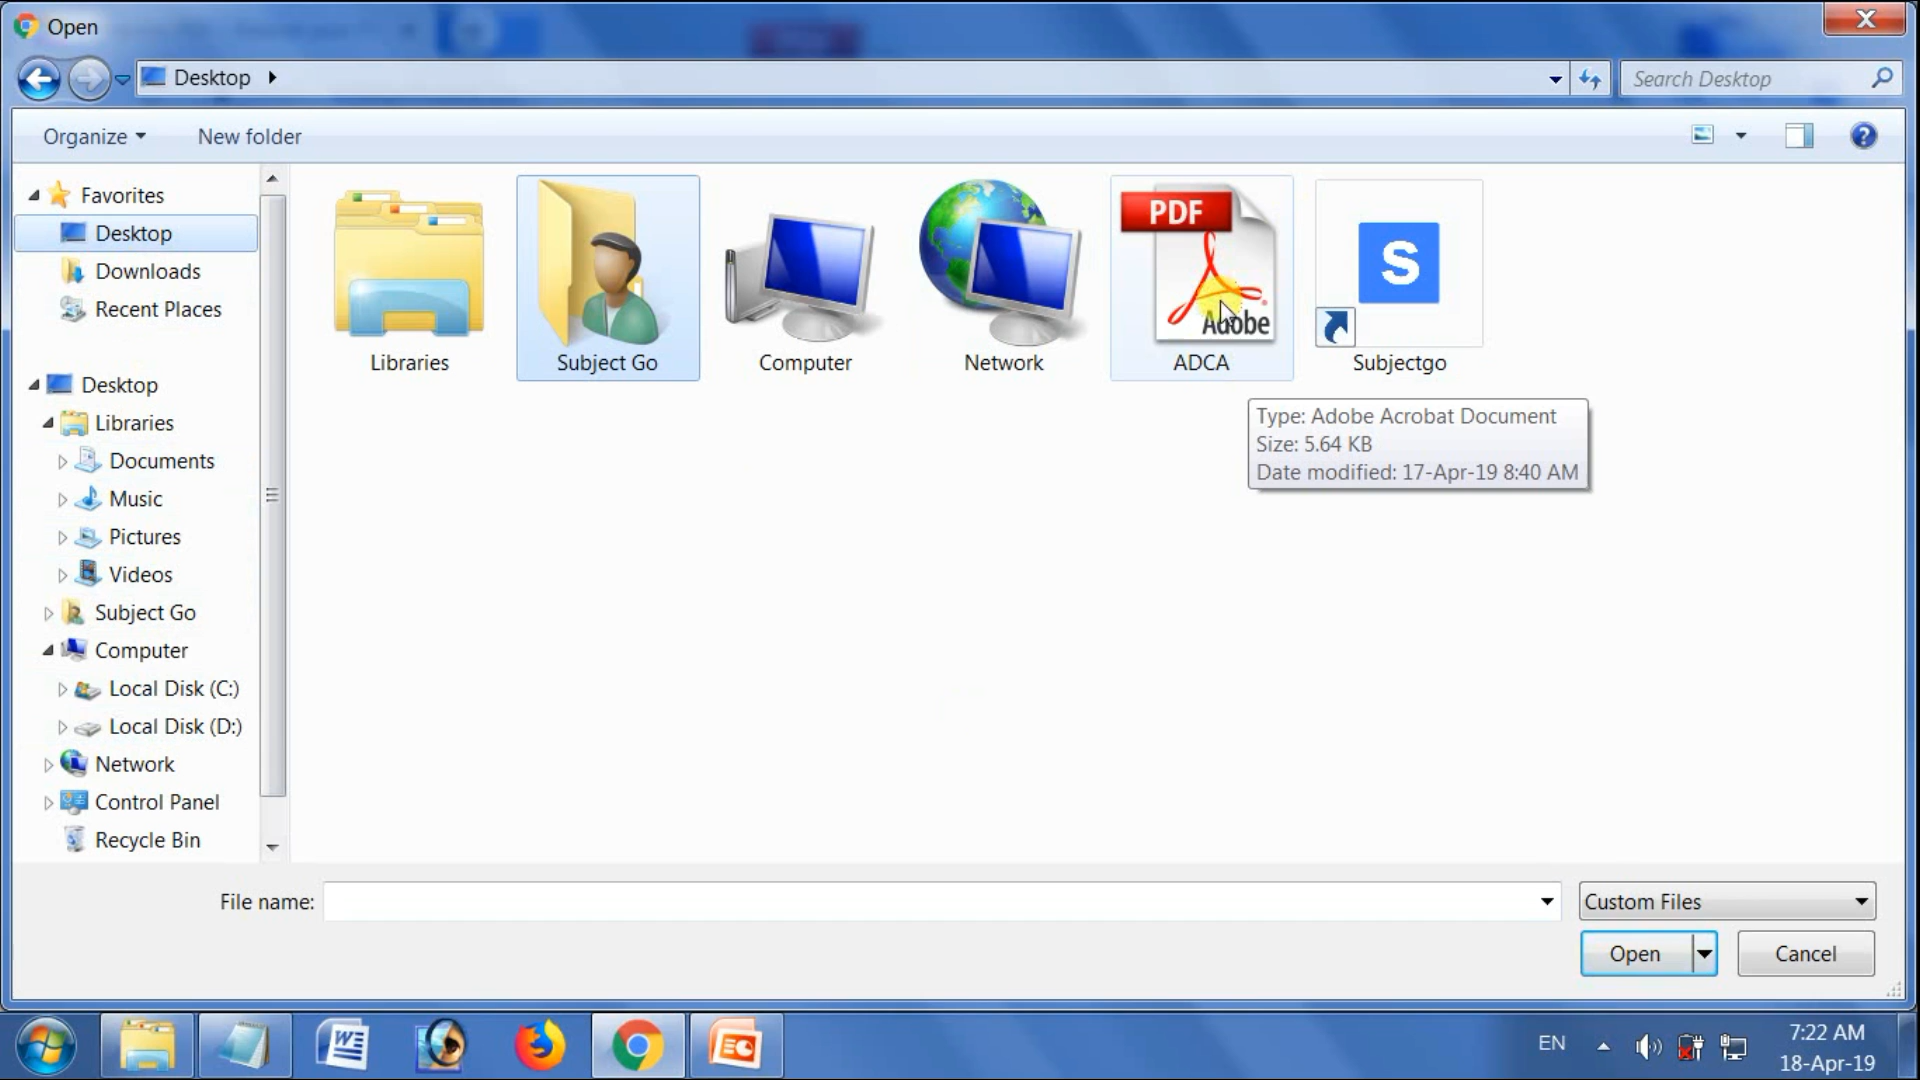 Open
Desktop
Search Desktop
Organize
New folder
Favorites
Desktop
Downloads
Recent Places
Desktop
Libraries
Documents
Music
Pictures
Videos
Subject Go
Computer
Local Disk (C:)
Local Disk (D:)
Network
Control Panel
Recycle Bin
PDF
Adobe
S
Libraries
Subject Go
Computer
Network
ADCA
Subjectgo
Type: Adobe Acrobat Document
Size: 5.64 KB
Date modified: 17-Apr-19 8:40 AM
File name:
Custom Files
Open
Cancel
EN
7:22 AM
18-Apr-19